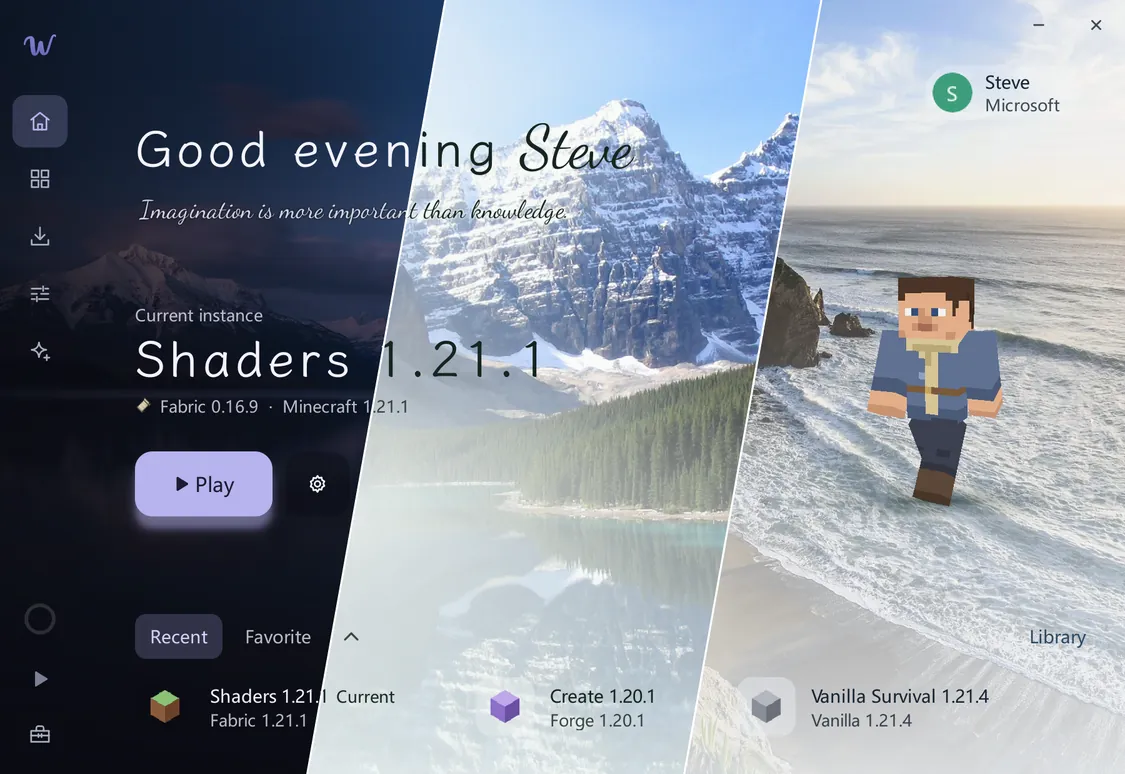 W
Steve
Microsoft
S
Good evening Steve
Imagination is more important than knowledge.
Current instance
Shaders 1.21.1
Fabric 0.16.9 · Minecraft 1.21.1
Play
Recent Favorite
Library
Shaders 1.21.1 Current
Fabric 1.21.1
Create 1.20.1
Forge 1.20.1
Vanilla Survival 1.21.4
Vanilla 1.21.4